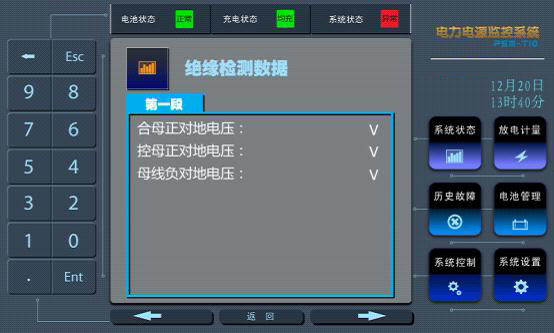 电池状态 正常 充电状态 均充 系统状态 异常
电力电源监控系统
PSM-T10
12月20日
13时40分
← Esc
9 8
7 6
5 4
3 2
1 0
. Ent
绝缘检测数据
第一段
合母正对地电压： V
控母正对地电压： V
母线负对地电压： V
系统状态 放电计量
历史故障 电池管理
系统控制 系统设置
返回